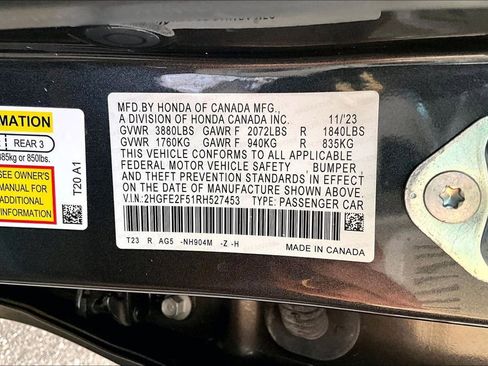 MATION
REAR 3
385kg or 850lbs.
SEE OWNER'S
MANUAL FOR
ADDITIONAL
INFORMATION
T20 A1
MFD.BY HONDA OF CANADA MFG.,
A DIVISION OF HONDA CANADA INC. 11/'23
GVWR 3880LBS GAWR F 2072LBS R 1840LBS
GVWR 1760KG GAWR F 940KG R 835KG
THIS VEHICLE CONFORMS TO ALL APPLICABLE
FEDERAL MOTOR VEHICLE SAFETY , BUMPER ,
AND THEFT PREVENTION STANDARDS IN EFFECT
ON THE DATE OF MANUFACTURE SHOWN ABOVE.
V.I.N:2HGFE2F51RH527453 TYPE: PASSENGER CAR
T23 R AG5 -NH904M -Z -H
MADE IN CANADA